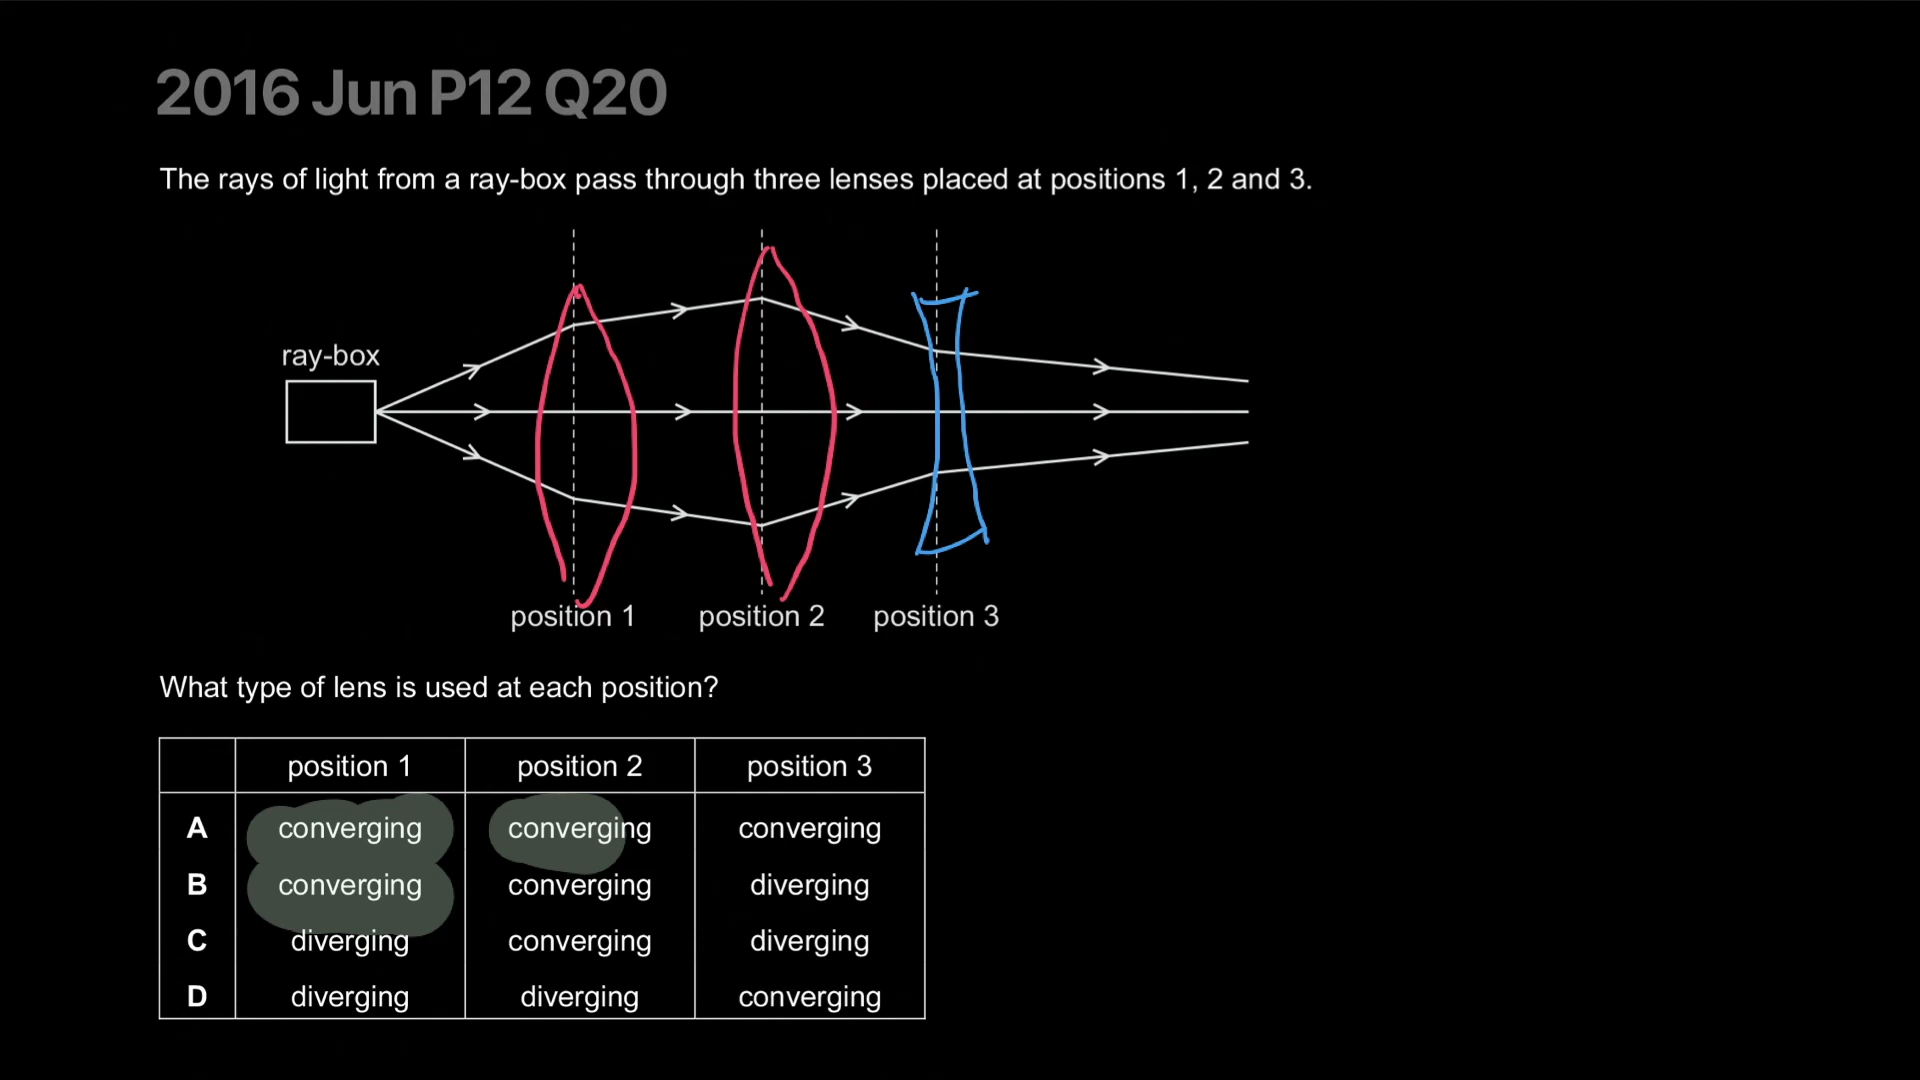 2016 Jun P12 Q20
The rays of light from a ray-box pass through three lenses placed at positions 1, 2 and 3.
ray-box
position 1 position 2 position 3
What type of lens is used at each position?
position 1 position 2 position 3
A converging converging converging
B converging converging diverging
C diverging converging diverging
D diverging diverging converging